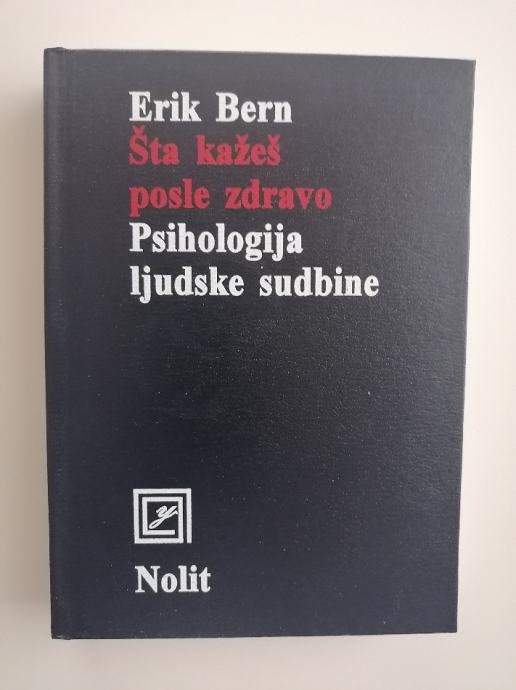 Erik Bern
Šta kažeš
posle zdravo
Psihologija
ljudske sudbine
Nolit